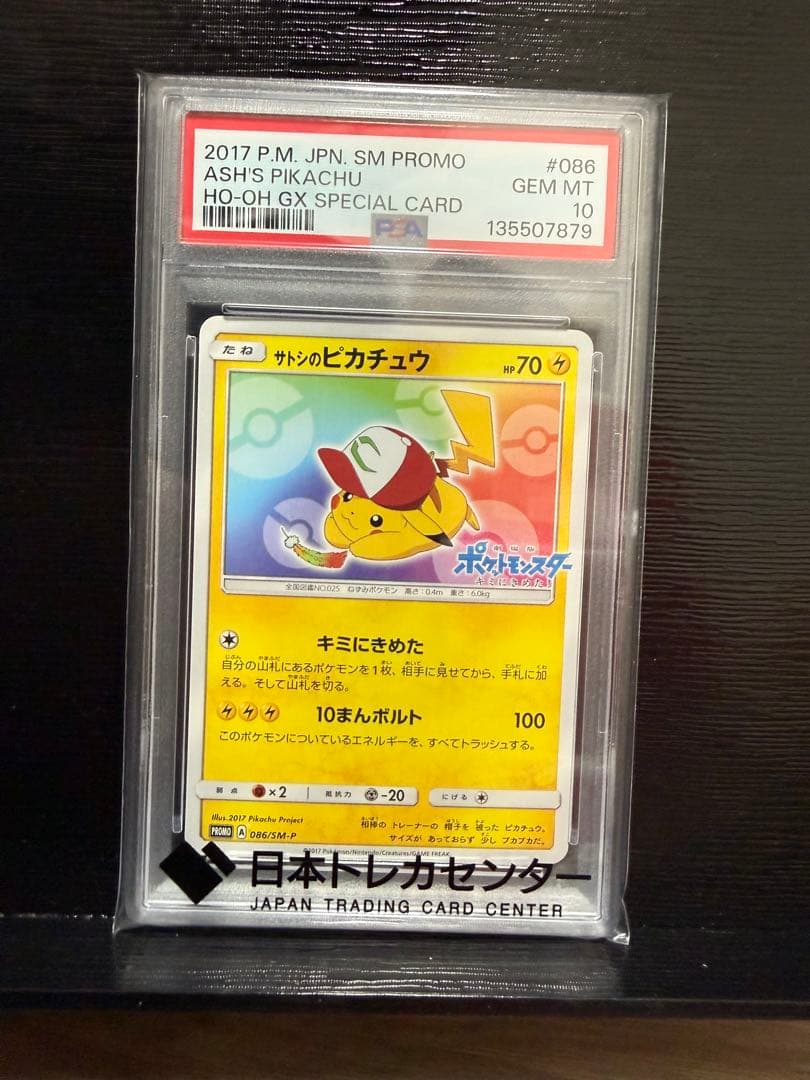 2017 P.M. JPN. SM PROMO #086
ASH'S PIKACHU GEM MT
HO-OH GX SPECIAL CARD 10
PSA 135507879
たね サトシのピカチュウ HP70
劇場版
ポケットモンスター
キミにきめた!
全国図鑑NO.025 ねずみポケモン 高さ:0.4m 重さ:6.0kg
キミにきめた
自分の山札にあるポケモンを1枚、相手に見せてから、手札に加
える。そして山札を切る。
10まんボルト 100
このポケモンについているエネルギーを、すべてトラッシュする。
弱点 ×2 抵抗力 -20 にげる
Illus.2017 Pikachu Project
PROMO A 086/SM-P
相棒の トレーナーの 帽子を 被った ピカチュウ。
サイズが あっておらず 少し ブカブカだ。
©2017 Pokémon/Nintendo/Creatures/GAME FREAK.
日本トレカセンター
JAPAN TRADING CARD CENTER